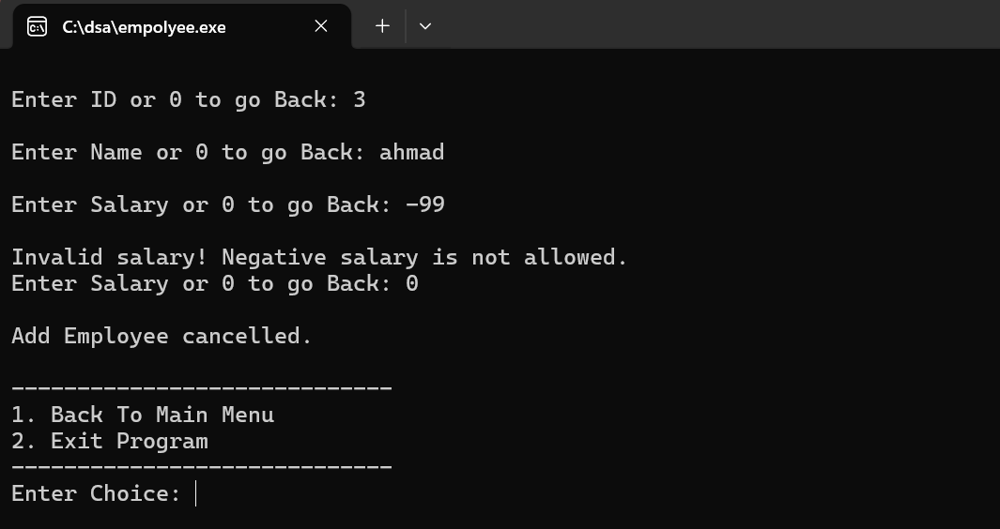 C:\dsa\empolyee.exe
Enter ID or 0 to go Back: 3
Enter Name or 0 to go Back: ahmad
Enter Salary or 0 to go Back: -99
Invalid salary! Negative salary is not allowed.
Enter Salary or 0 to go Back: 0
Add Employee cancelled.
-----------------------------
1. Back To Main Menu
2. Exit Program
-----------------------------
Enter Choice: